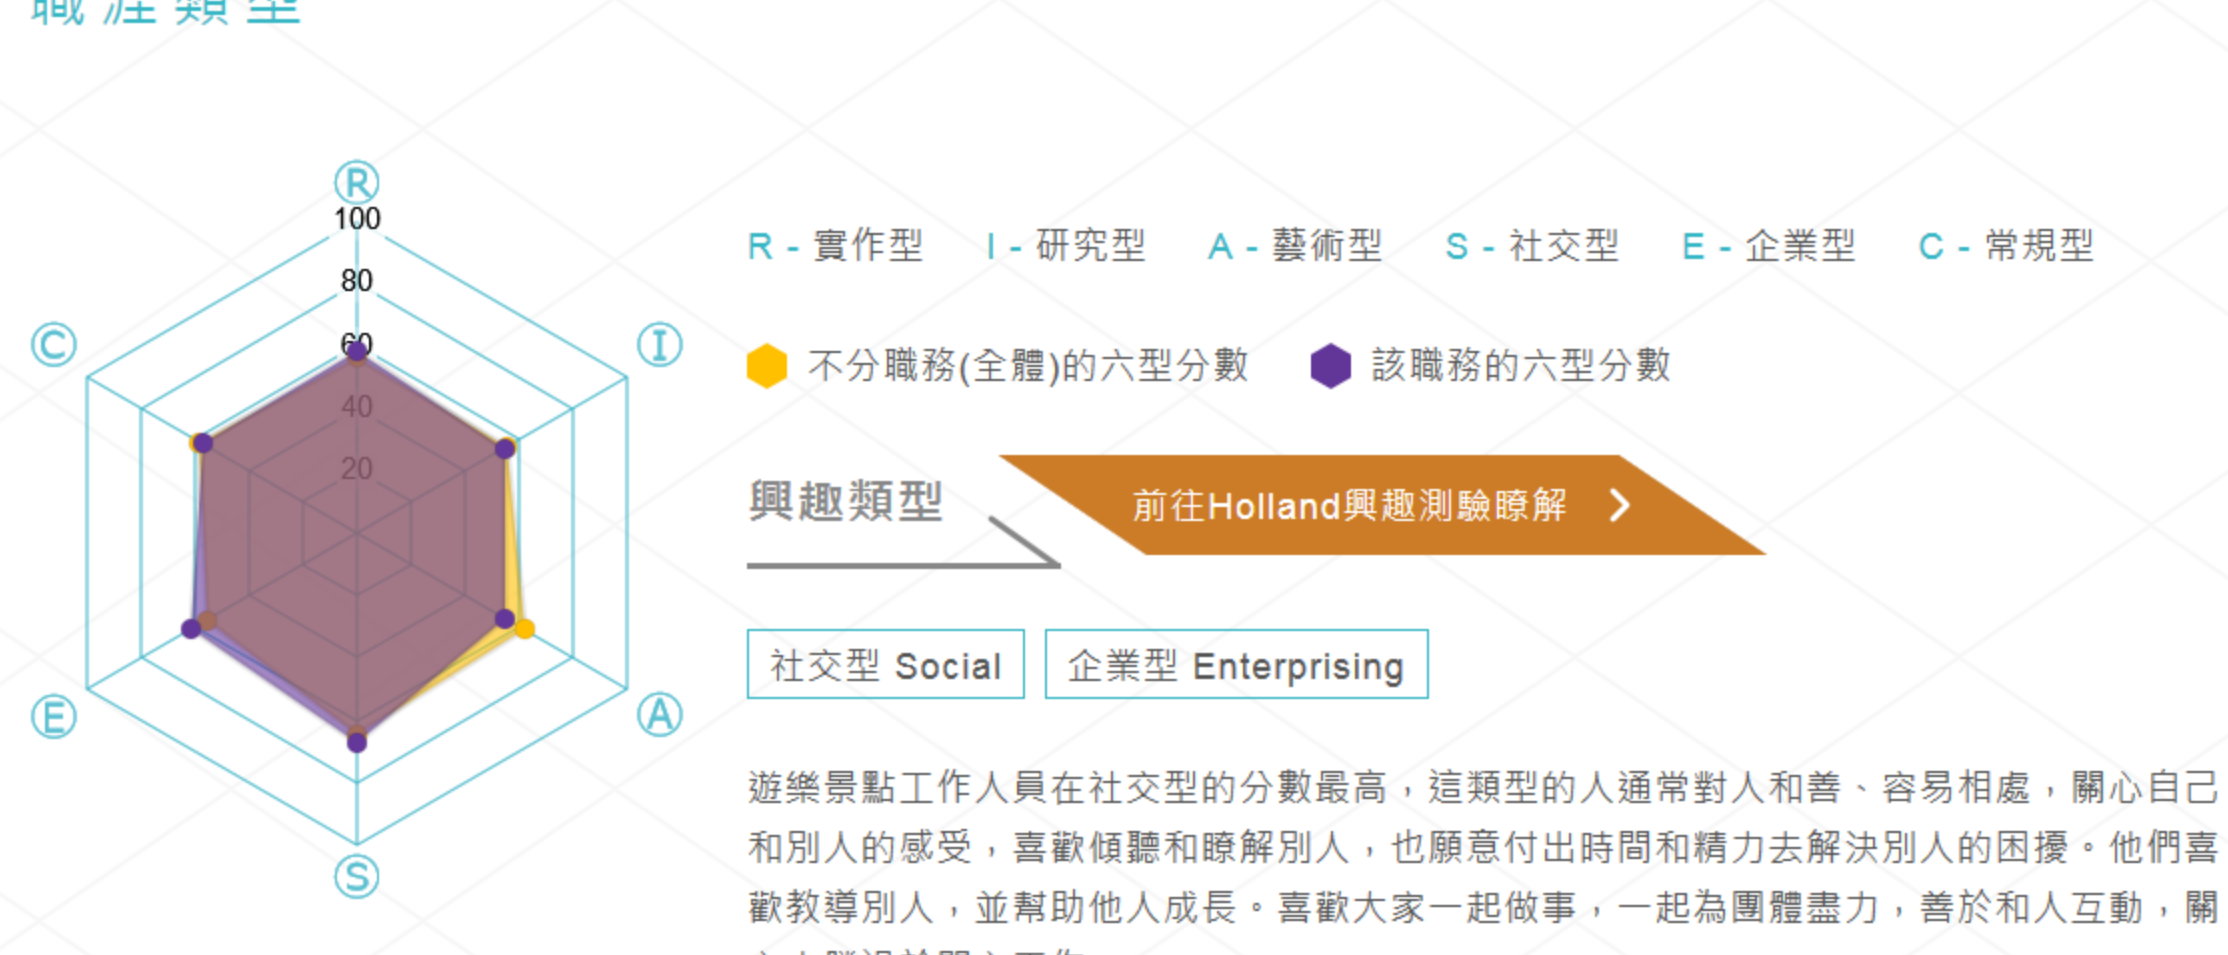 職涯類型
R
100
80
60
40
20
C
I
E
A
S
R - 實作型 I - 研究型 A - 藝術型 S - 社交型 E - 企業型 C - 常規型
不分職務(全體)的六型分數 該職務的六型分數
興趣類型 前往Holland興趣測驗瞭解
社交型 Social 企業型 Enterprising
遊樂景點工作人員在社交型的分數最高，這類型的人通常對人和善、容易相處，關心自己
和別人的感受，喜歡傾聽和瞭解別人，也願意付出時間和精力去解決別人的困擾。他們喜
歡教導別人，並幫助他人成長。喜歡大家一起做事，一起為團體盡力，善於和人互動，關